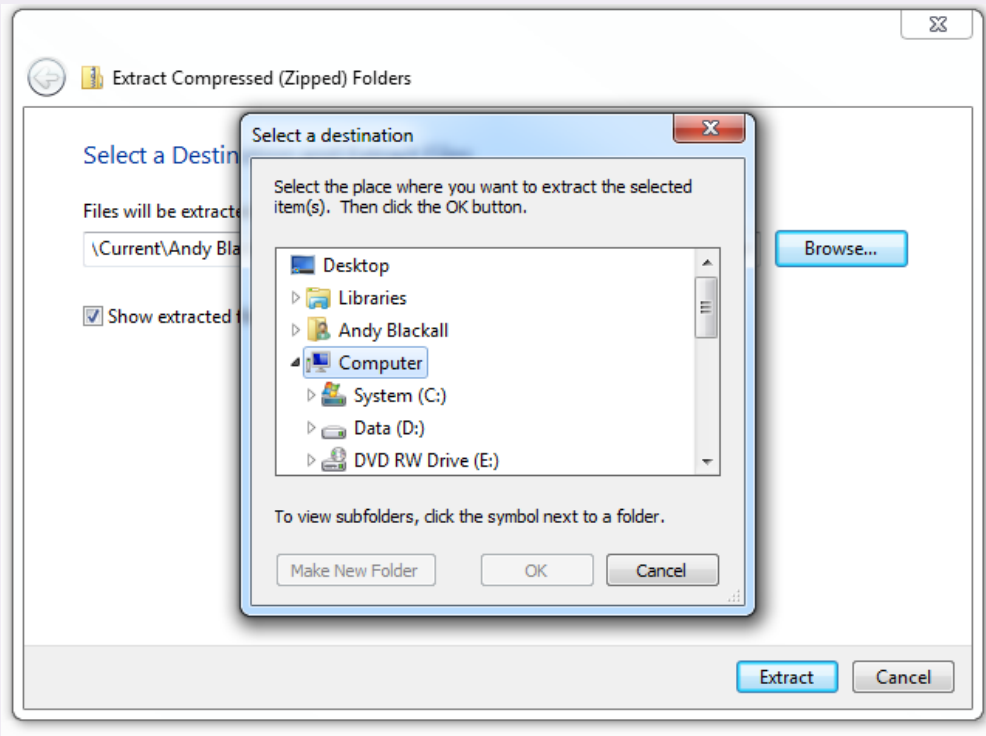 Extract Compressed (Zipped) Folders
Select a Destin
Files will be extracte
\Current\Andy Bla
Browse...
Show extracted f
Select a destination
Select the place where you want to extract the selected
item(s). Then click the OK button.
Desktop
Libraries
Andy Blackall
Computer
System (C:)
Data (D:)
DVD RW Drive (E:)
To view subfolders, click the symbol next to a folder.
Make New Folder
OK
Cancel
Extract
Cancel